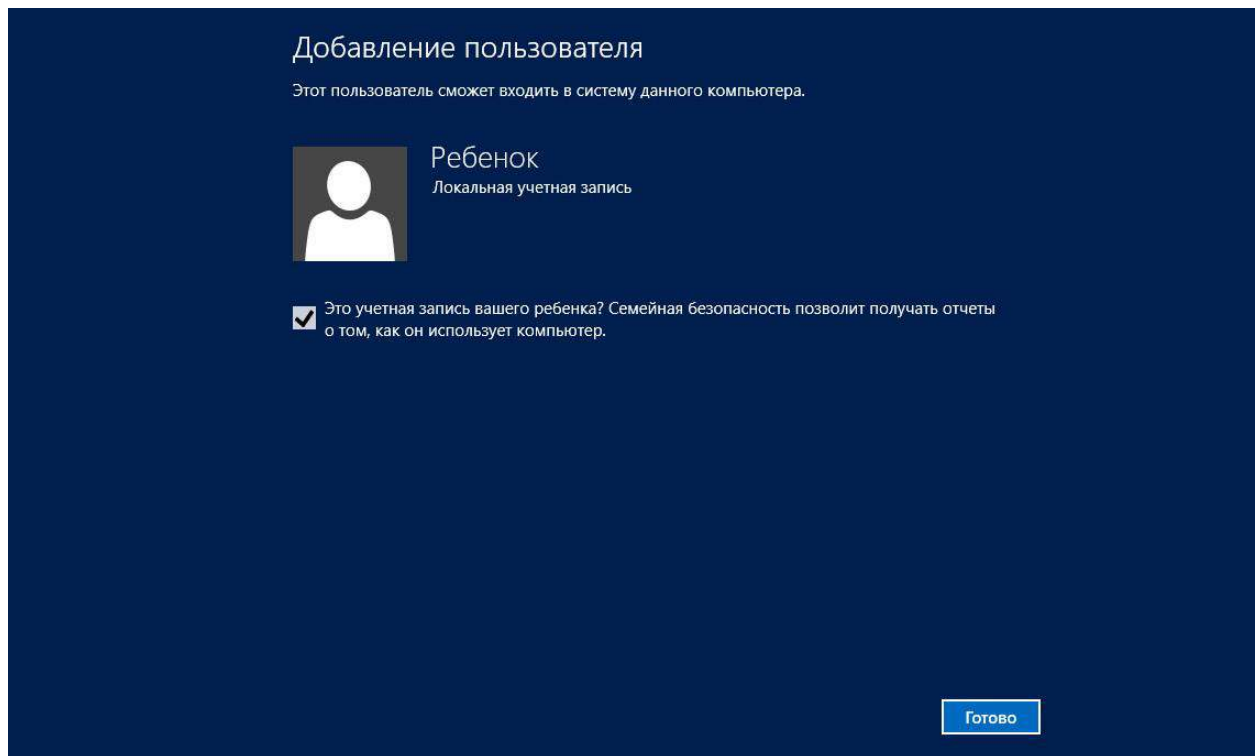 Добавление пользователя
Этот пользователь сможет входить в систему данного компьютера.
Ребенок
Локальная учетная запись
Это учетная запись вашего ребенка? Семейная безопасность позволит получать отчеты
о том, как он использует компьютер.
Готово